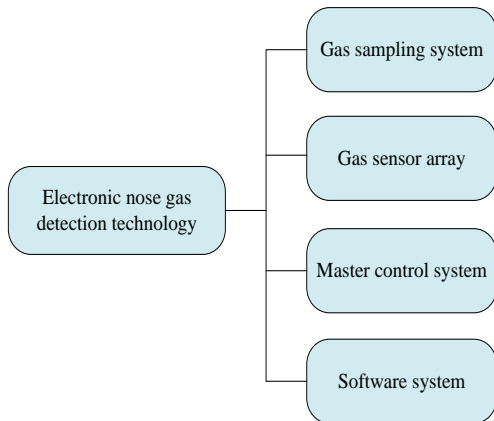 Gas sampling system
Gas sensor array
Electronic nose gas
detection technology
Master control system
Software system